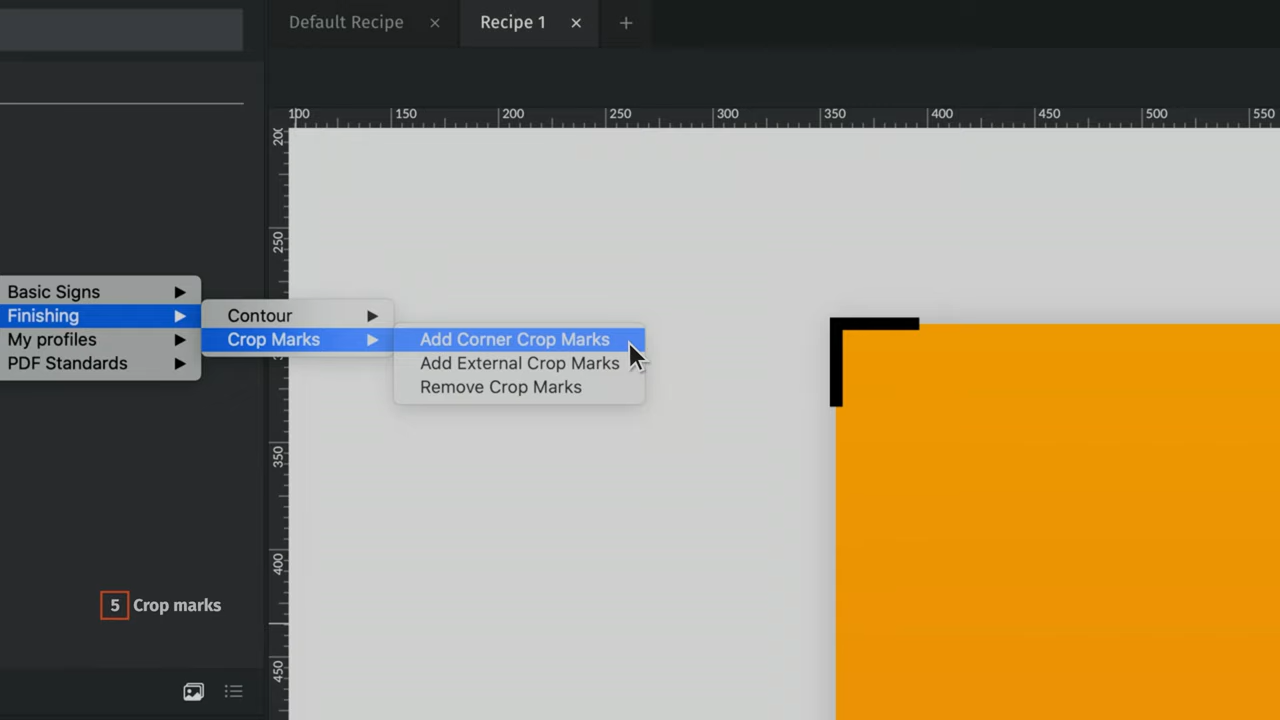 Default Recipe
Recipe 1
100 150 200 250 300 350 400 450 500 550
200
250
350
400
450
Basic Signs
Finishing
My profiles
PDF Standards
Contour
Crop Marks
Add Corner Crop Marks
Add External Crop Marks
Remove Crop Marks
5 Crop marks